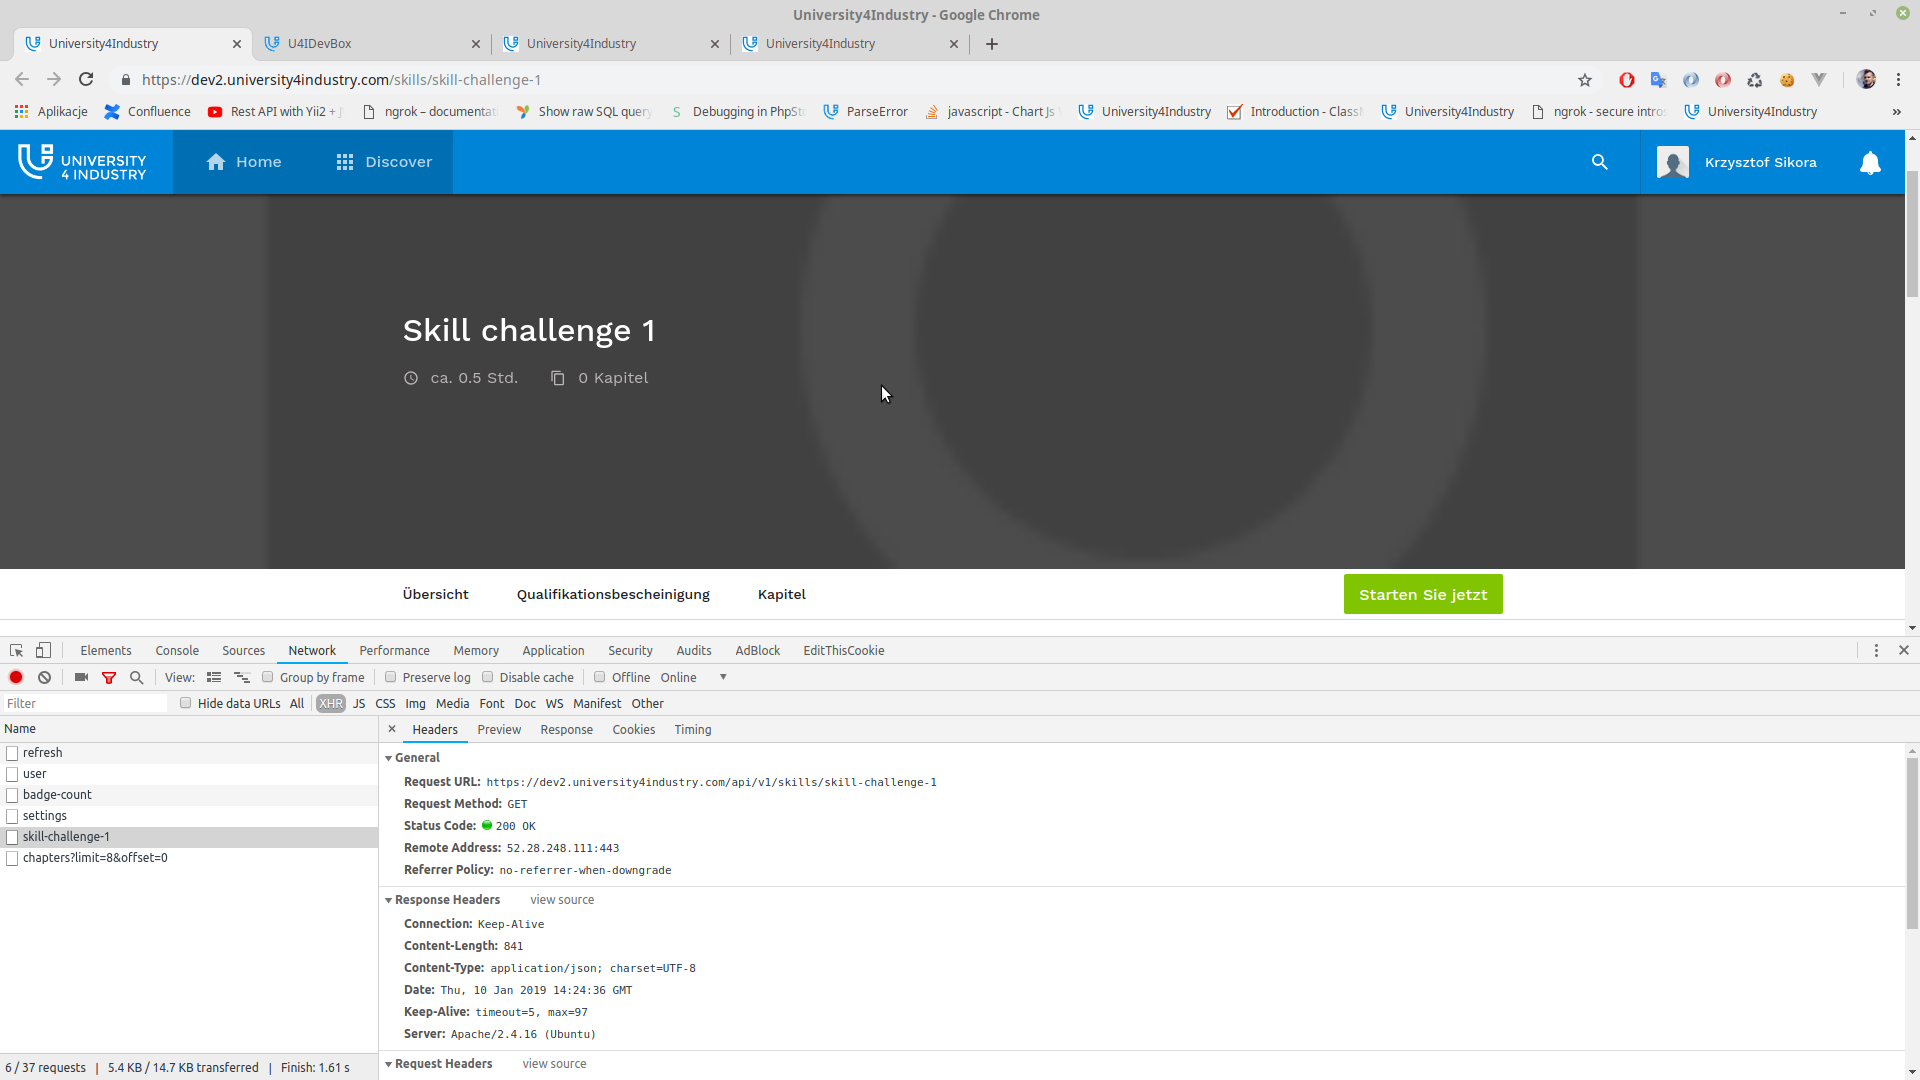 University4Industry - Google Chrome
University4Industry
U4IDevBox
University4Industry
University4Industry
https://dev2.university4industry.com/skills/skill-challenge-1
Aplikacje
Confluence
Rest API with Yii2 +
ngrok – documentat
Show raw SQL query
Debugging in PhpSt
ParseError
javascript - Chart Js
University4Industry
Introduction - Class
University4Industry
ngrok - secure intro
University4Industry
»
UNIVERSITY
4 INDUSTRY
Home
Discover
Krzysztof Sikora
Skill challenge 1
ca. 0.5 Std.
0 Kapitel
Übersicht
Qualifikationsbescheinigung
Kapitel
Starten Sie jetzt
Elements
Console
Sources
Network
Performance
Memory
Application
Security
Audits
AdBlock
EditThisCookie
View:
Group by frame
Preserve log
Disable cache
Offline
Online
Filter
Hide data URLs
All
XHR
JS
CSS
Img
Media
Font
Doc
WS
Manifest
Other
Name
refresh
user
badge-count
settings
skill-challenge-1
chapters?limit=8&offset=0
Headers
Preview
Response
Cookies
Timing
General
Request URL: https://dev2.university4industry.com/api/v1/skills/skill-challenge-1
Request Method: GET
Status Code: 200 OK
Remote Address: 52.28.248.111:443
Referrer Policy: no-referrer-when-downgrade
Response Headers
view source
Connection: Keep-Alive
Content-Length: 841
Content-Type: application/json; charset=UTF-8
Date: Thu, 10 Jan 2019 14:24:36 GMT
Keep-Alive: timeout=5, max=97
Server: Apache/2.4.16 (Ubuntu)
Request Headers
view source
6 / 37 requests | 5.4 KB / 14.7 KB transferred | Finish: 1.61 s